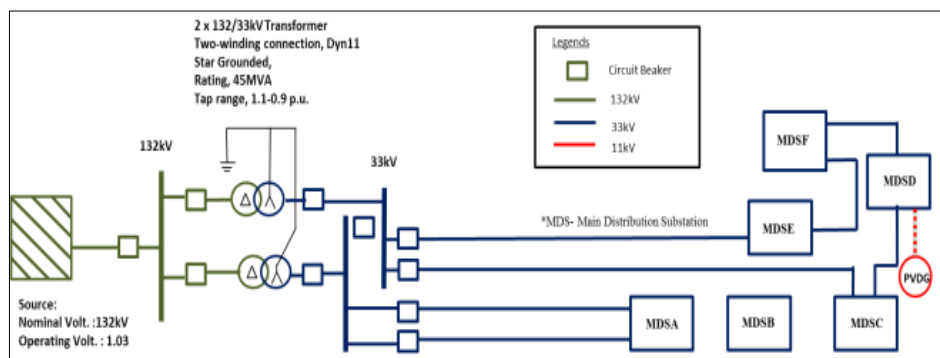 2 x 132/33kV Transformer
Two-winding connection, Dyn11
Star Grounded,
Rating, 45MVA
Tap range, 1.1-0.9 p.u.
Legends
Circuit Beaker
132kV
33kV
11kV
132kV
33kV
MDSF
MDSD
*MDS- Main Distribution Substation
MDSE
PVDG
Source:
Nominal Volt. :132kV
Operating Volt. : 1.03
MDSA
MDSB
MDSC